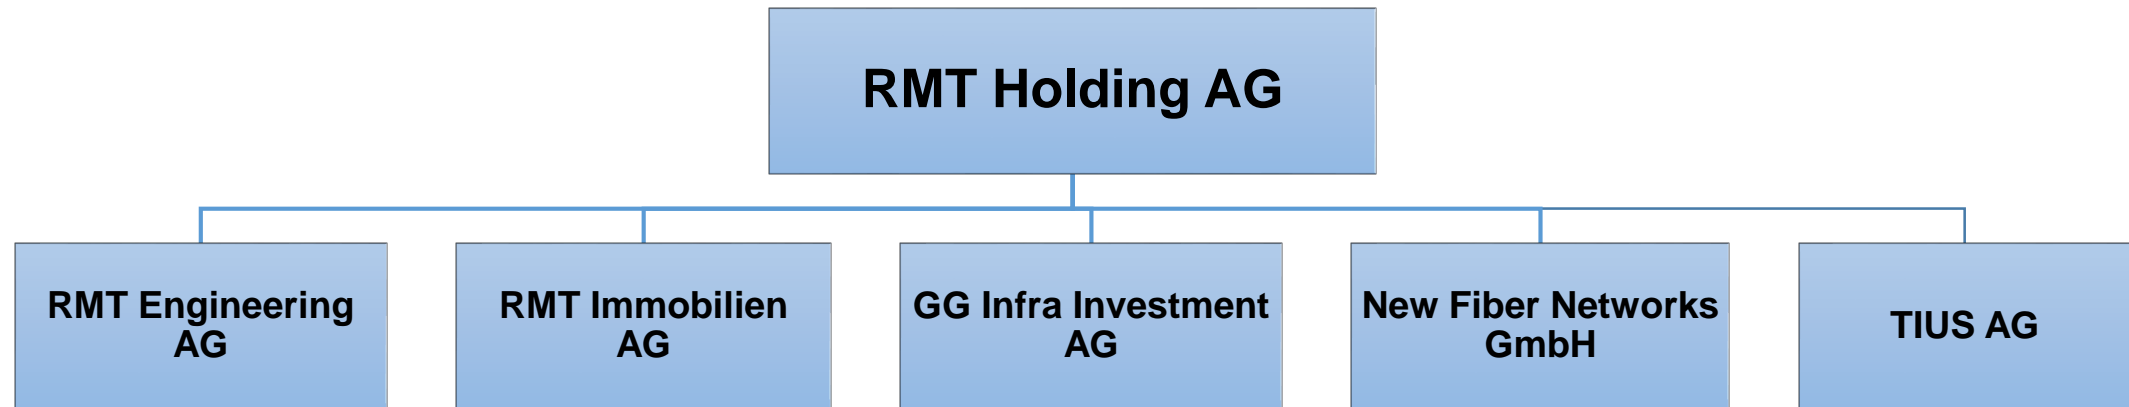 RMT Holding AG
RMT Engineering
AG
RMT Immobilien
AG
GG Infra Investment
AG
New Fiber Networks
GmbH
TIUS AG